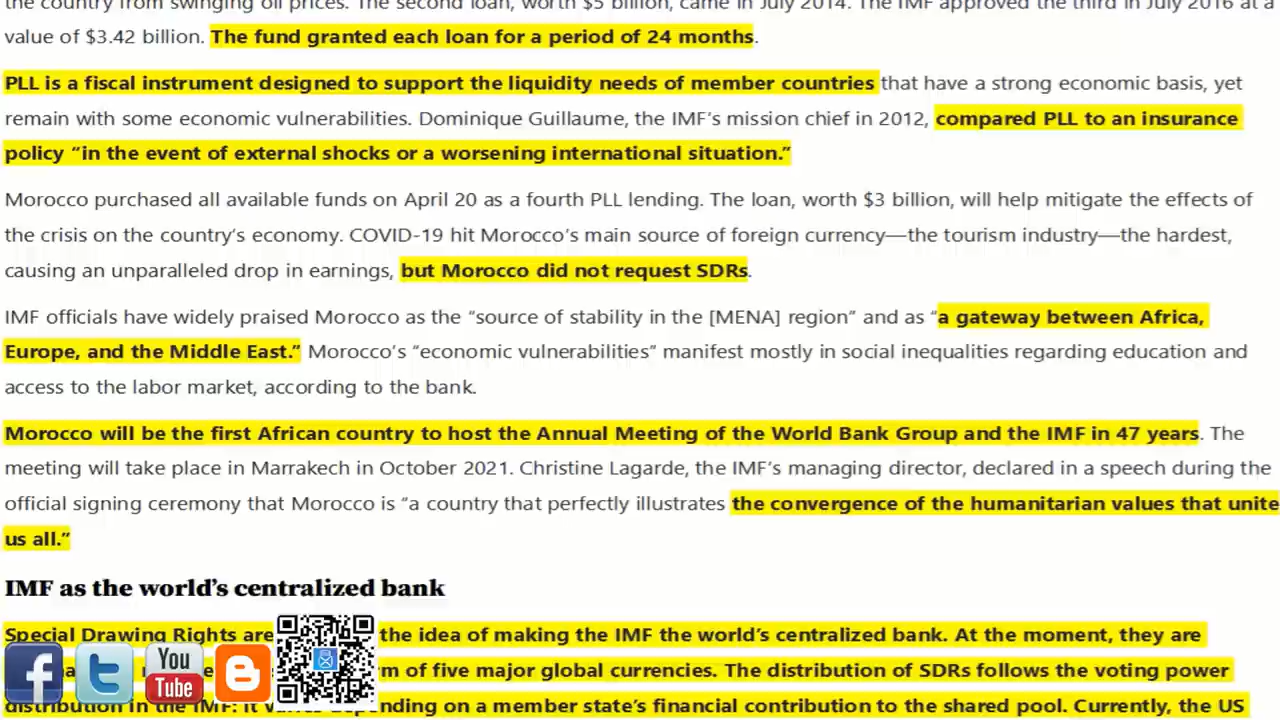 the country from swinging oil prices. The second loan, worth $5 billion, came in July 2014. The IMF approved the third in July 2016 at a
value of $3.42 billion. The fund granted each loan for a period of 24 months.
PLL is a fiscal instrument designed to support the liquidity needs of member countries that have a strong economic basis, yet
remain with some economic vulnerabilities. Dominique Guillaume, the IMF’s mission chief in 2012, compared PLL to an insurance
policy “in the event of external shocks or a worsening international situation.”
Morocco purchased all available funds on April 20 as a fourth PLL lending. The loan, worth $3 billion, will help mitigate the effects of
the crisis on the country’s economy. COVID-19 hit Morocco’s main source of foreign currency—the tourism industry—the hardest,
causing an unparalleled drop in earnings, but Morocco did not request SDRs.
IMF officials have widely praised Morocco as the “source of stability in the [MENA] region” and as “a gateway between Africa,
Europe, and the Middle East.” Morocco’s “economic vulnerabilities” manifest mostly in social inequalities regarding education and
access to the labor market, according to the bank.
Morocco will be the first African country to host the Annual Meeting of the World Bank Group and the IMF in 47 years. The
meeting will take place in Marrakech in October 2021. Christine Lagarde, the IMF’s managing director, declared in a speech during the
official signing ceremony that Morocco is “a country that perfectly illustrates the convergence of the humanitarian values that unite
us all.”
IMF as the world’s centralized bank
Special Drawing Rights are the idea of making the IMF the world’s centralized bank. At the moment, they are
of five major global currencies. The distribution of SDRs follows the voting power
distribution in the IMF: it varies depending on a member state’s financial contribution to the shared pool. Currently, the US
You
Tube